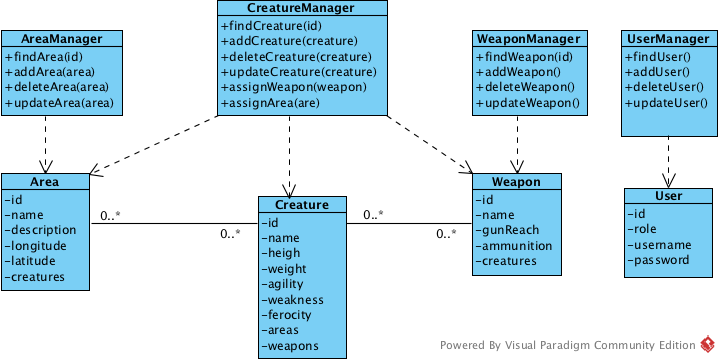 AreaManager
+findArea(id)
+addArea(area)
+deleteArea(area)
+updateArea(area)
CreatureManager
+findCreature(id)
+addCreature(creature)
+deleteCreature(creature)
+updateCreature(creature)
+assignWeapon(weapon)
+assignArea(are)
WeaponManager
+findWeapon(id)
+addWeapon()
+deleteWeapon()
+updateWeapon()
UserManager
+findUser()
+addUser()
+deleteUser()
+updateUser()
Area
-id
-name
-description
-longitude
-latitude
-creatures
0..*
0..*
Creature
-id
-name
-heigh
-weight
-agility
-weakness
-ferocity
-areas
-weapons
0..*
0..*
Weapon
-id
-name
-gunReach
-ammunition
-creatures
User
-id
-role
-username
-password
Powered By Visual Paradigm Community Edition